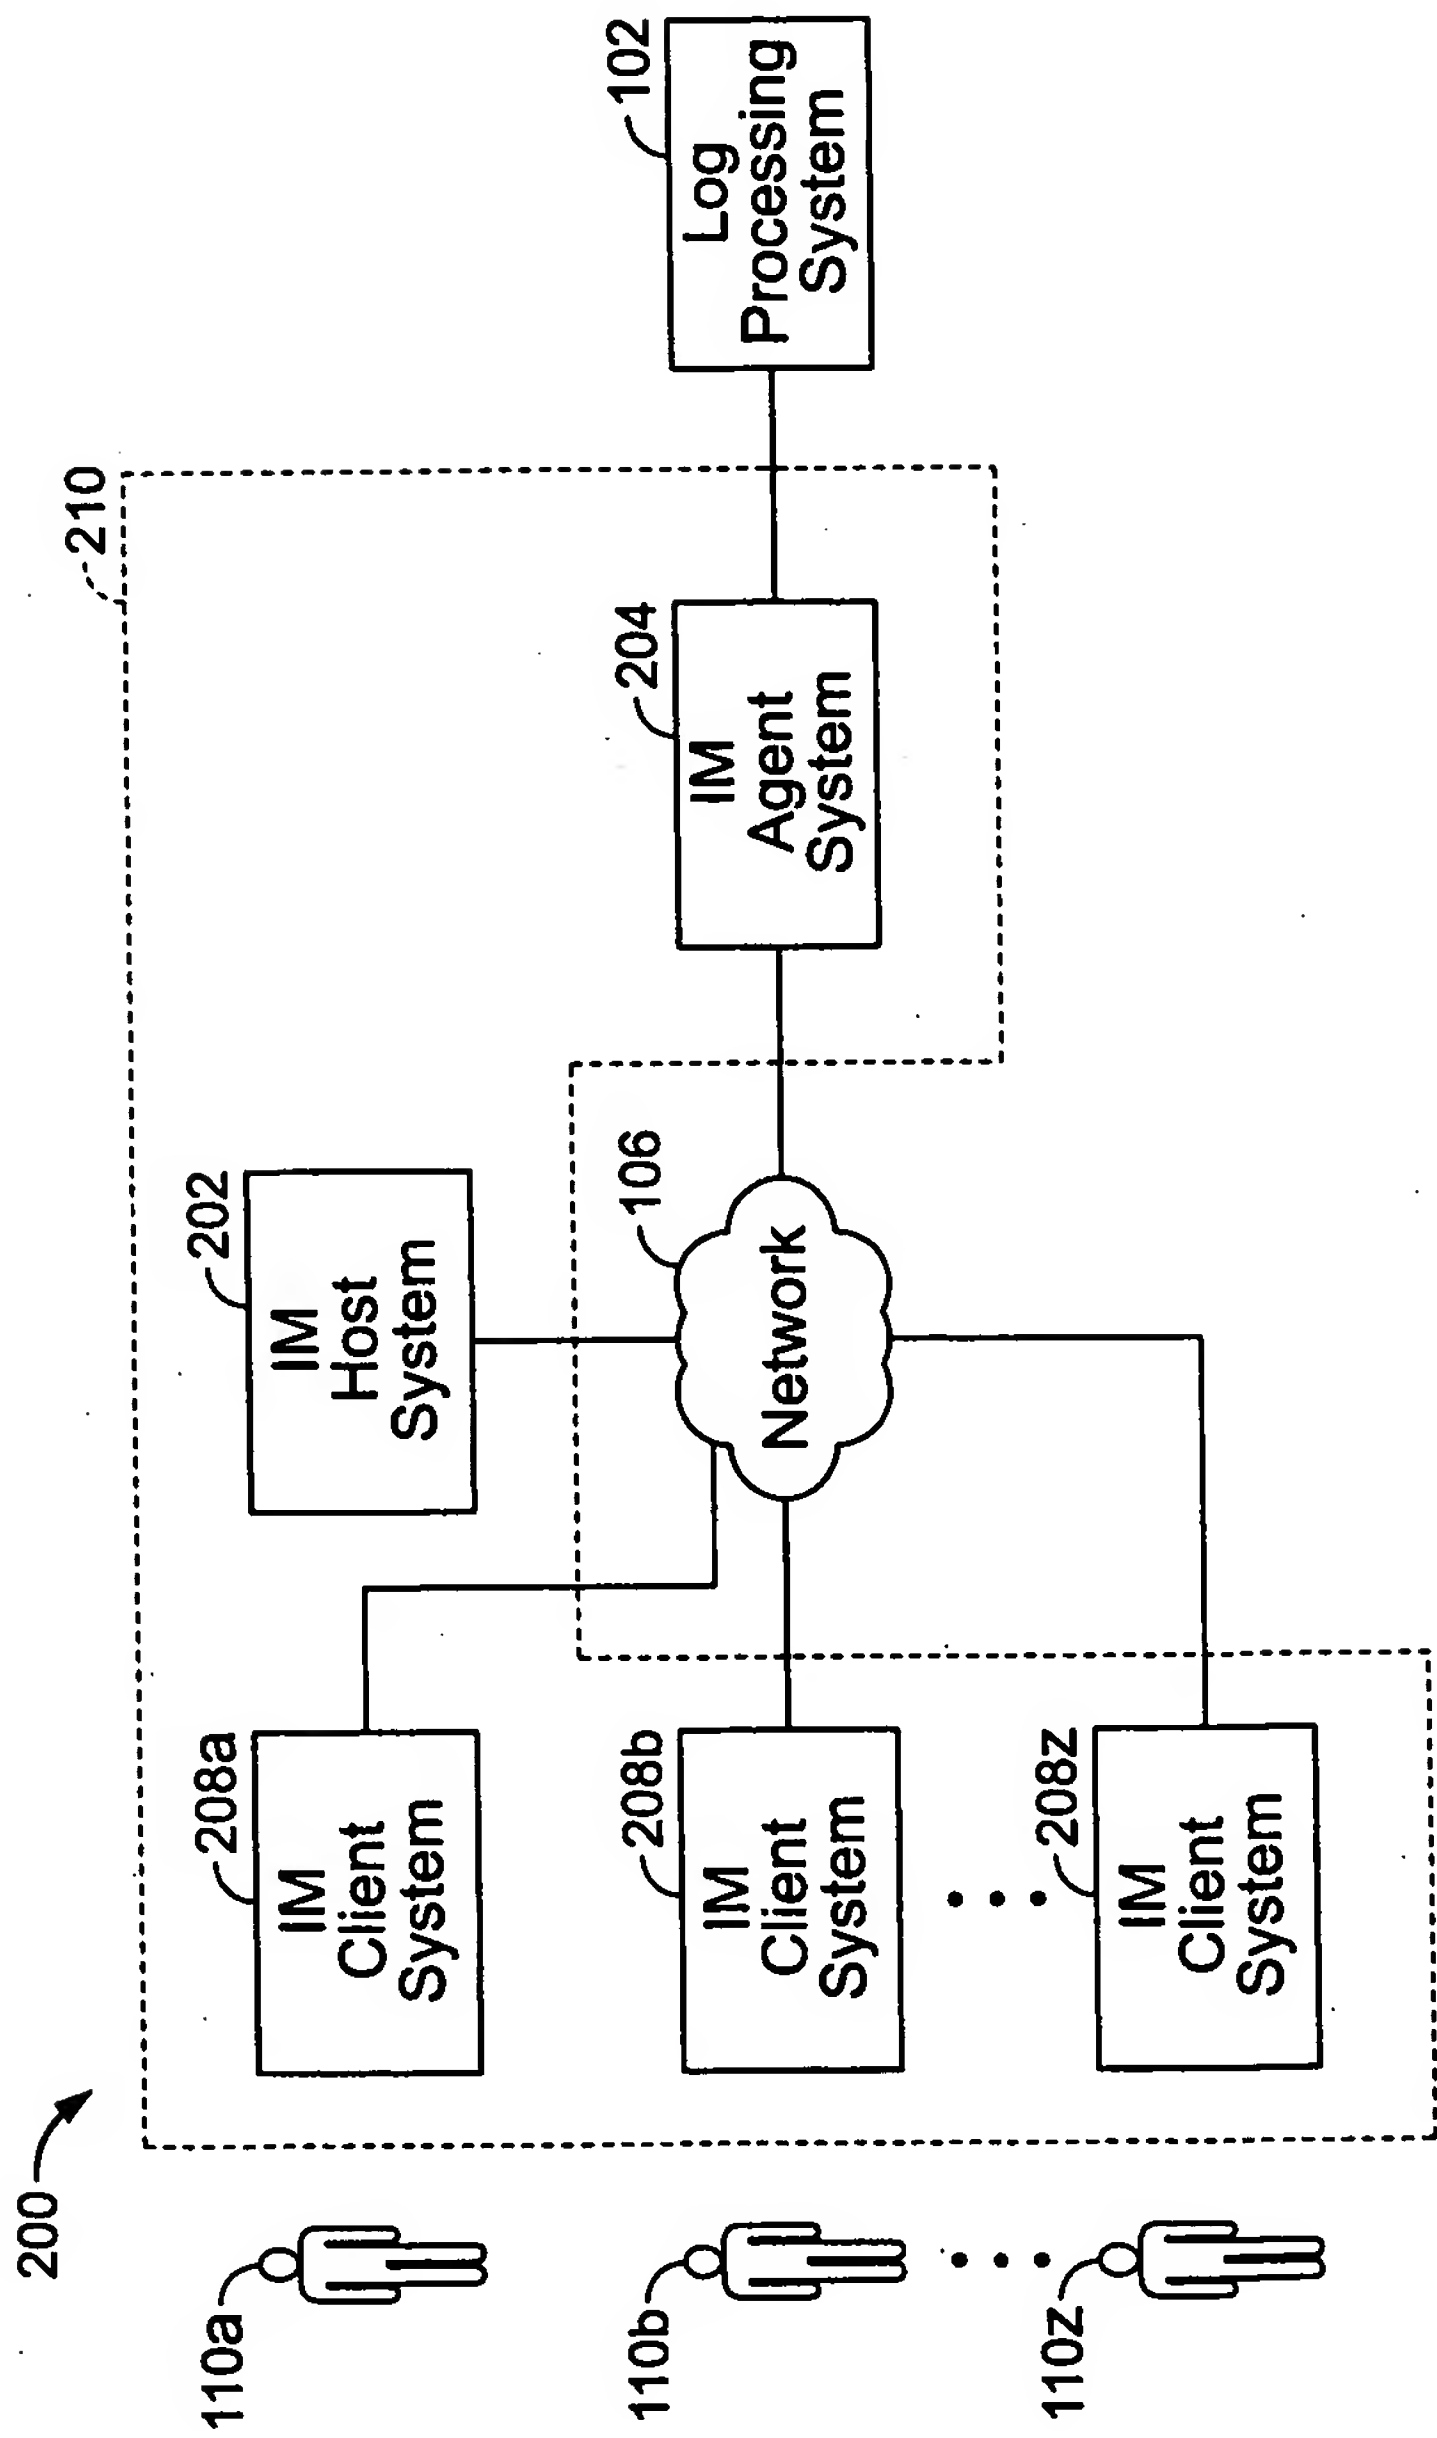 200
210
110a
208a
IM
Client
System
202
IM
Host
System
110b
208b
IM
Client
System
106
Network
204
IM
Agent
System
102
Log
Processing
System
110z
208z
IM
Client
System